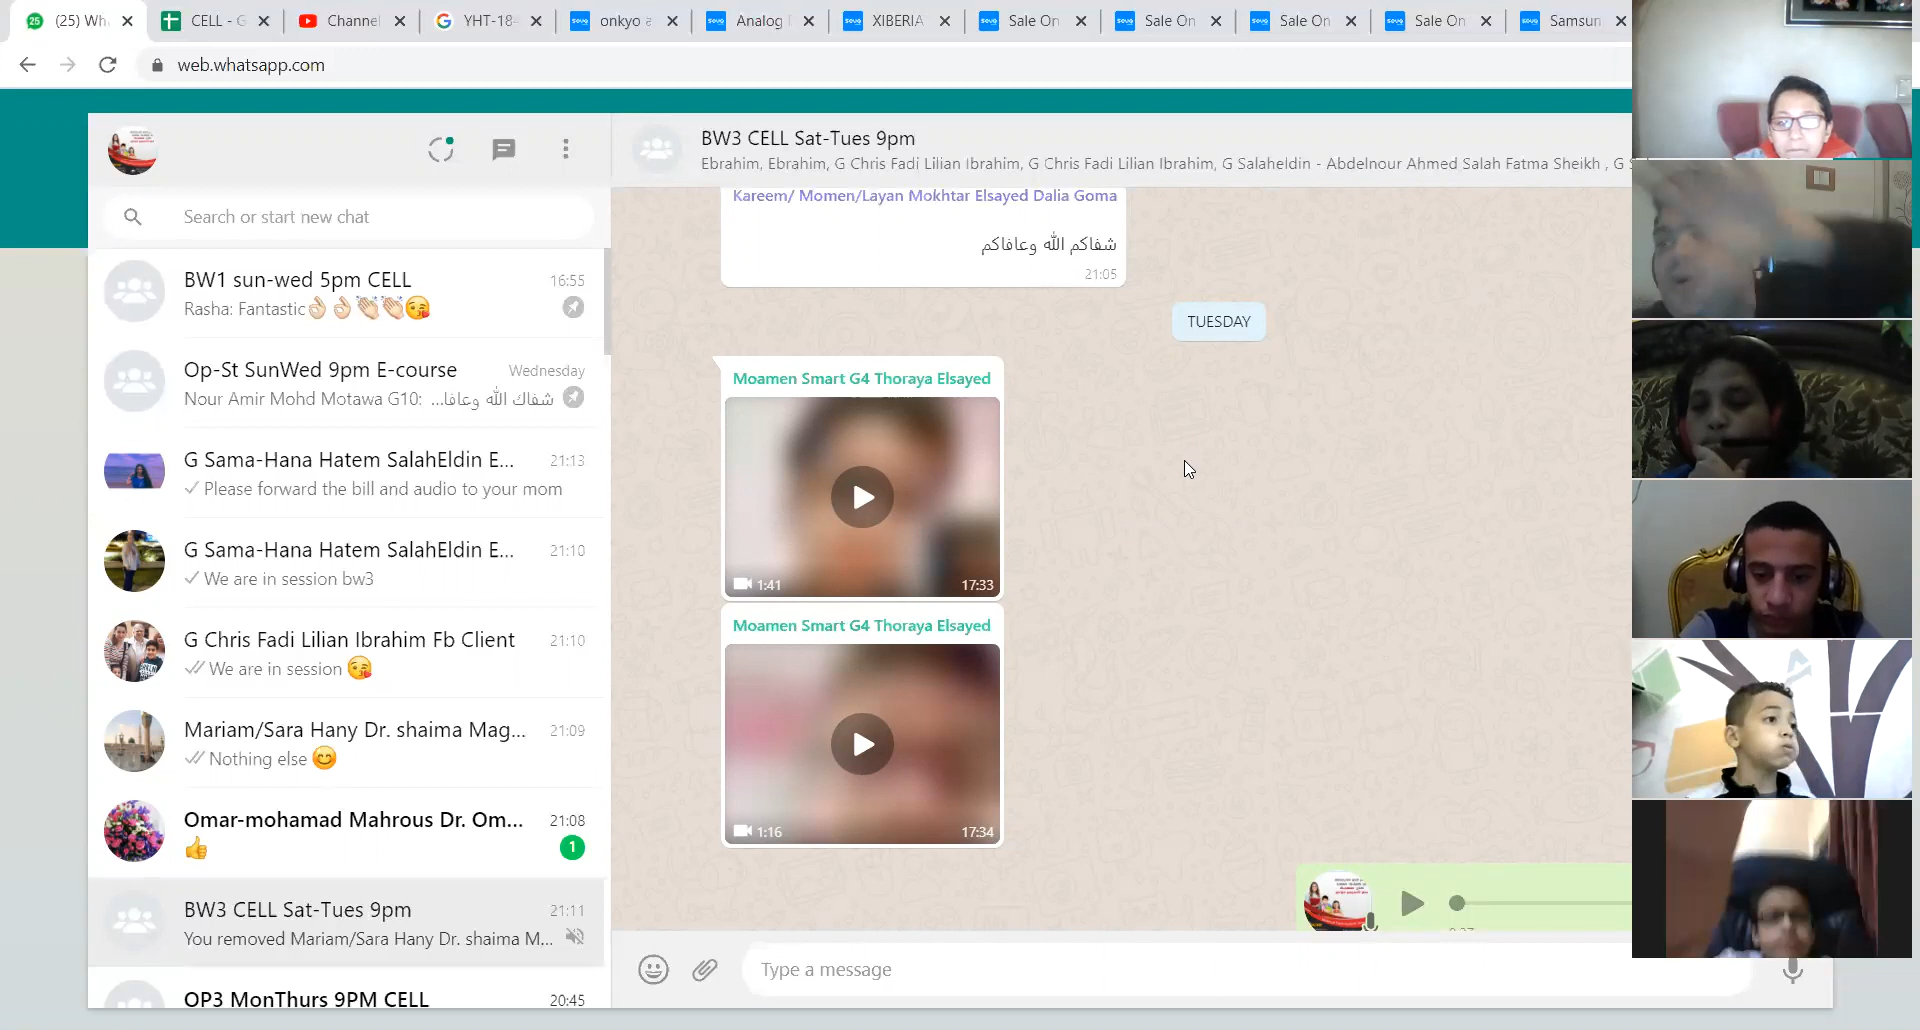 (25) Wha
CELL - G
Channel
YHT-184
onkyo a
Analog
XIBERIA
Sale On
Sale On
Sale On
Sale On
Samsun
web.whatsapp.com
Search or start new chat
BW1 sun-wed 5pm CELL
16:55
Rasha: Fantastic👌🏻👌🏻👏🏻👏🏻😘
Op-St SunWed 9pm E-course
Wednesday
Nour Amir Mohd Motawa G10: شفاك الله وعافا...
G Sama-Hana Hatem SalahEldin E...
21:13
Please forward the bill and audio to your mom
G Sama-Hana Hatem SalahEldin E...
21:10
We are in session bw3
G Chris Fadi Lilian Ibrahim Fb Client
21:10
We are in session 😘
Mariam/Sara Hany Dr. shaima Mag...
21:09
Nothing else 😊
Omar-mohamad Mahrous Dr. Om...
21:08
👍
1
BW3 CELL Sat-Tues 9pm
21:11
You removed Mariam/Sara Hany Dr. shaima M...
OP3 MonThurs 9PM CELL
20:45
BW3 CELL Sat-Tues 9pm
Ebrahim, Ebrahim, G Chris Fadi Lilian Ibrahim, G Chris Fadi Lilian Ibrahim, G Salaheldin - Abdelnour Ahmed Salah Fatma Sheikh , G S
Kareem/ Momen/Layan Mokhtar Elsayed Dalia Goma
شفاكم الله وعافاكم
21:05
TUESDAY
Moamen Smart G4 Thoraya Elsayed
1:41
17:33
Moamen Smart G4 Thoraya Elsayed
1:16
17:34
Type a message